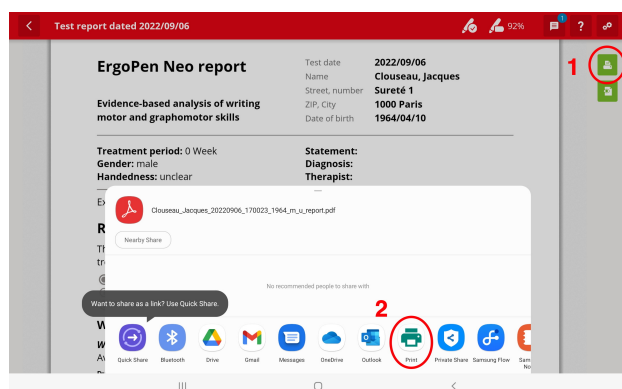 Test report dated 2022/09/06
92%
1
?
1
ErgoPen Neo report
Evidence-based analysis of writing
motor and graphomotor skills
Test date 2022/09/06
Name Clouseau, Jacques
Street, number Sureté 1
ZIP, City 1000 Paris
Date of birth 1964/04/10
Treatment period: 0 Week
Gender: male
Handedness: unclear
Statement:
Diagnosis:
Therapist:
Clouseau_Jacques_20220906_170023_1964_m_u_report.pdf
Nearby Share
No recommended people to share with
Want to share as a link? Use Quick Share.
2
Quick Share
Bluetooth
Drive
Gmail
Messages
OneDrive
Outlook
Print
Private Share
Samsung Flow